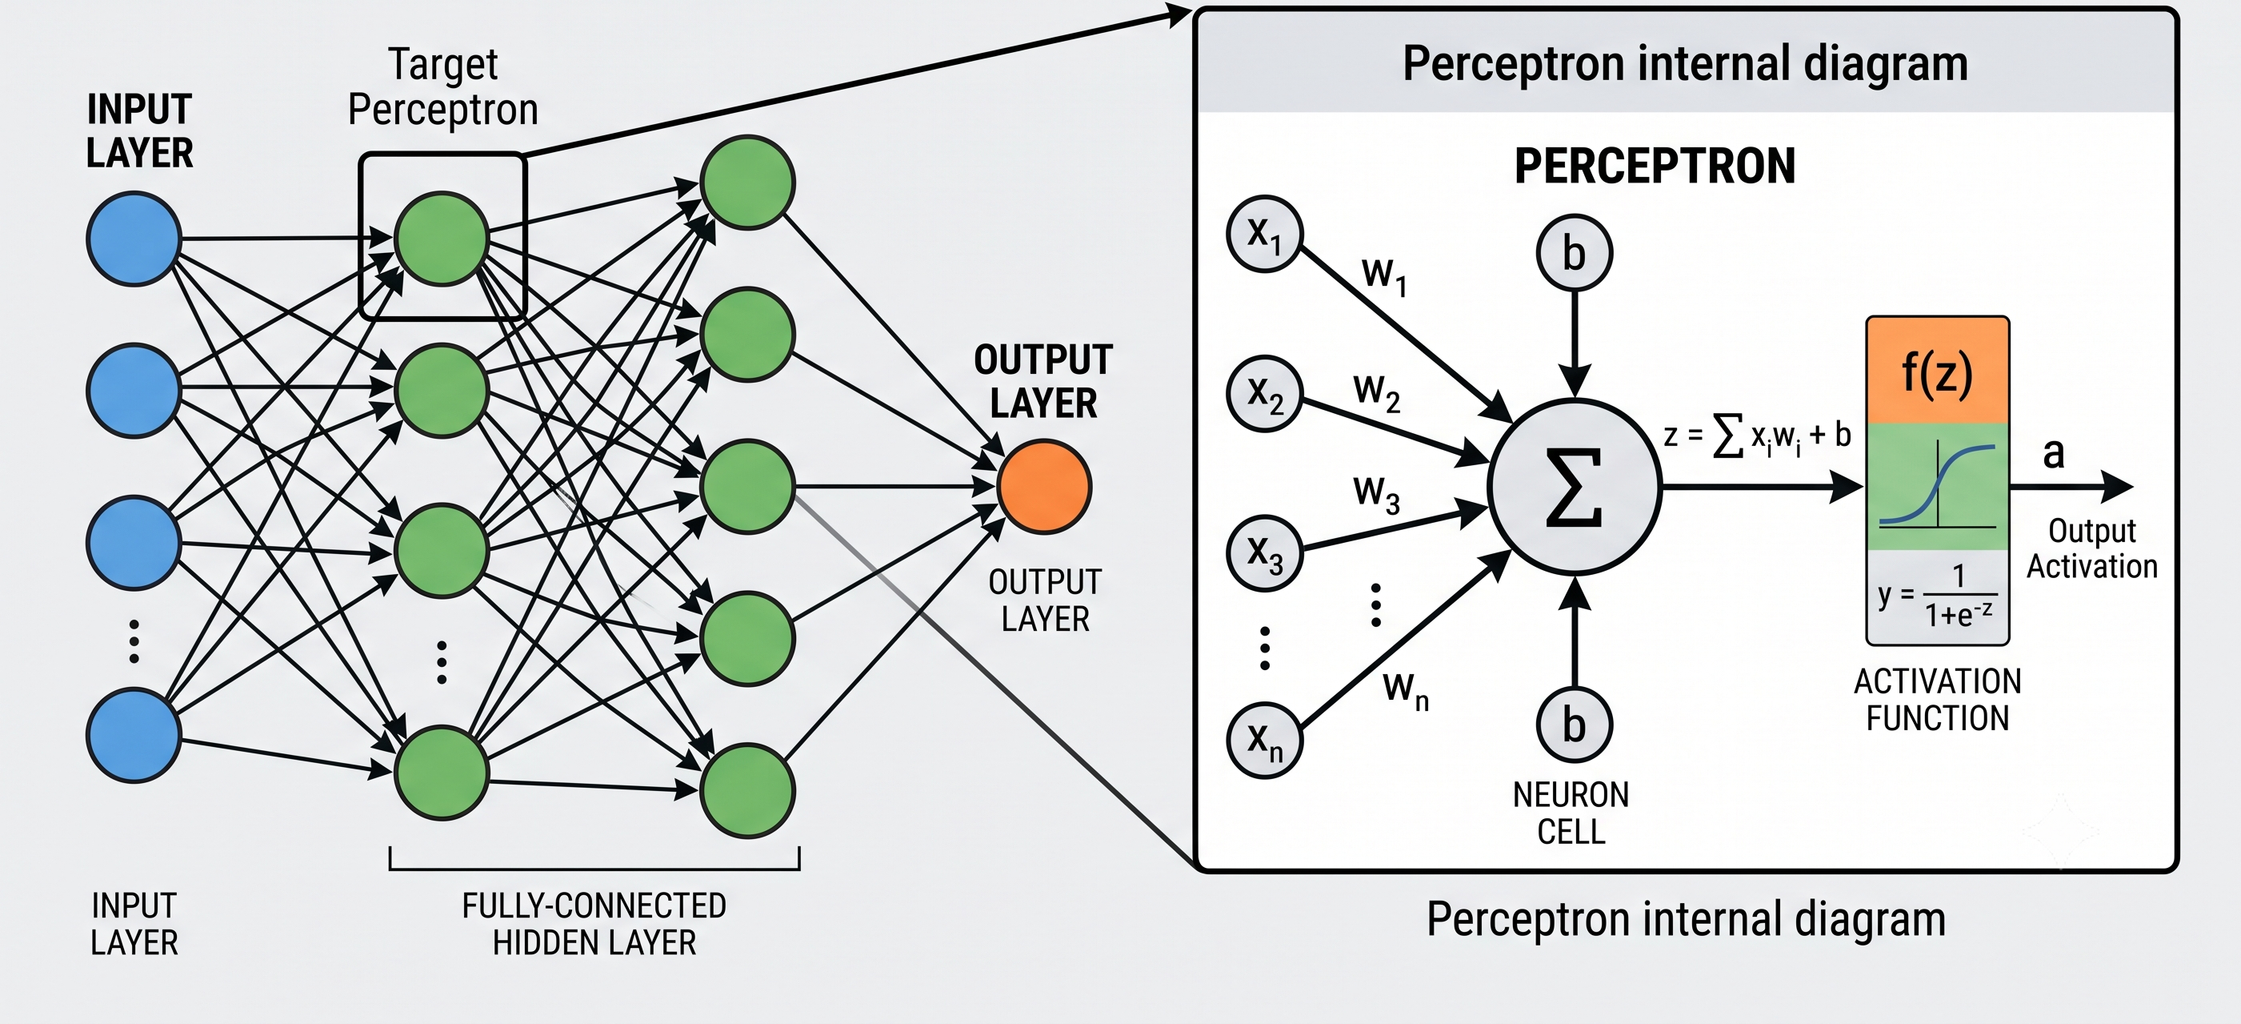 Target
Perceptron
INPUT
LAYER
OUTPUT
LAYER
OUTPUT
LAYER
INPUT
LAYER
FULLY-CONNECTED
HIDDEN LAYER
Perceptron internal diagram
PERCEPTRON
x₁
w₁
b
x₂
w₂
x₃
w₃
xₙ
wₙ
Σ
b
NEURON
CELL
z = ∑ xᵢwᵢ + b
f(z)
y = 1/(1+e⁻ᶻ)
ACTIVATION
FUNCTION
a
Output
Activation
Perceptron internal diagram